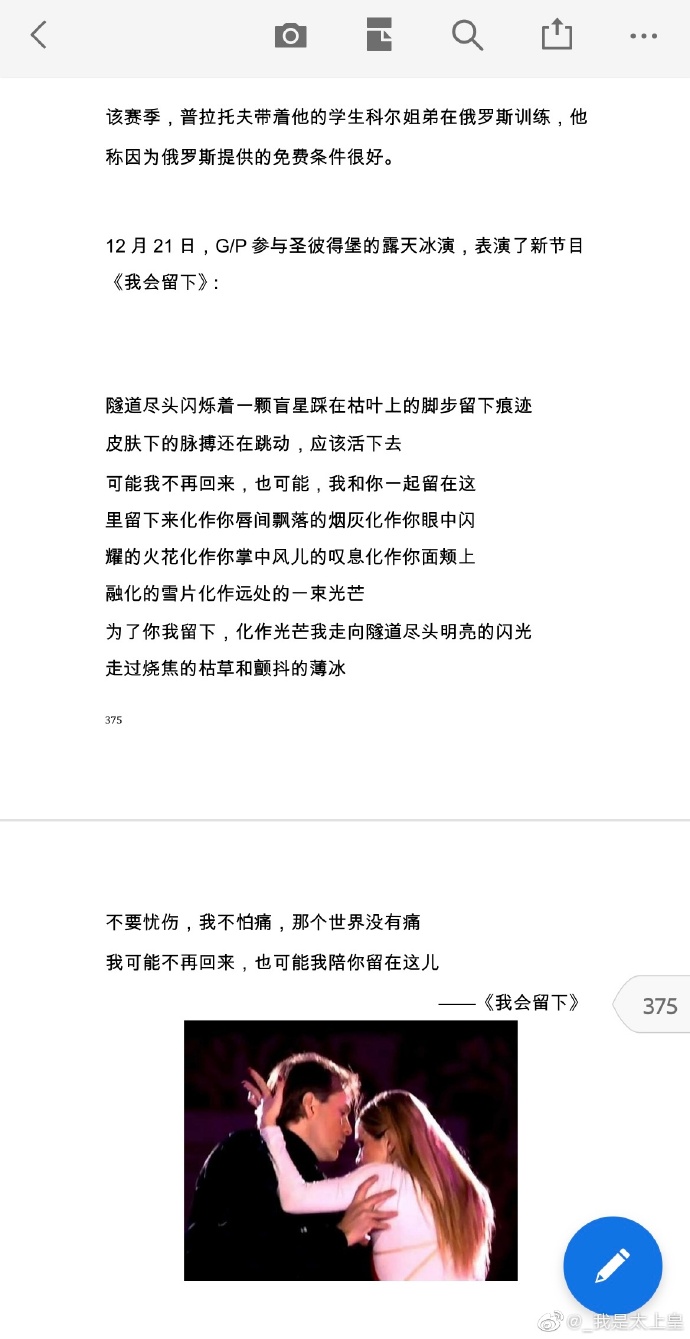 该赛季，普拉托夫带着他的学生科尔姐弟在俄罗斯训练，他
称因为俄罗斯提供的免费条件很好。
12 月 21 日，G/P 参与圣彼得堡的露天冰演，表演了新节目
《我会留下》:
隧道尽头闪烁着一颗盲星踩在枯叶上的脚步留下痕迹
皮肤下的脉搏还在跳动，应该活下去
可能我不再回来，也可能，我和你一起留在这
里留下来化作你唇间飘落的烟灰化作你眼中闪
耀的火花化作你掌中风儿的叹息化作你面颊上
融化的雪片化作远处的一束光芒
为了你我留下，化作光芒我走向隧道尽头明亮的闪光
走过烧焦的枯草和颤抖的薄冰
375
不要忧伤，我不怕痛，那个世界没有痛
我可能不再回来，也可能我陪你留在这儿
——《我会留下》
375
@_我是太上皇